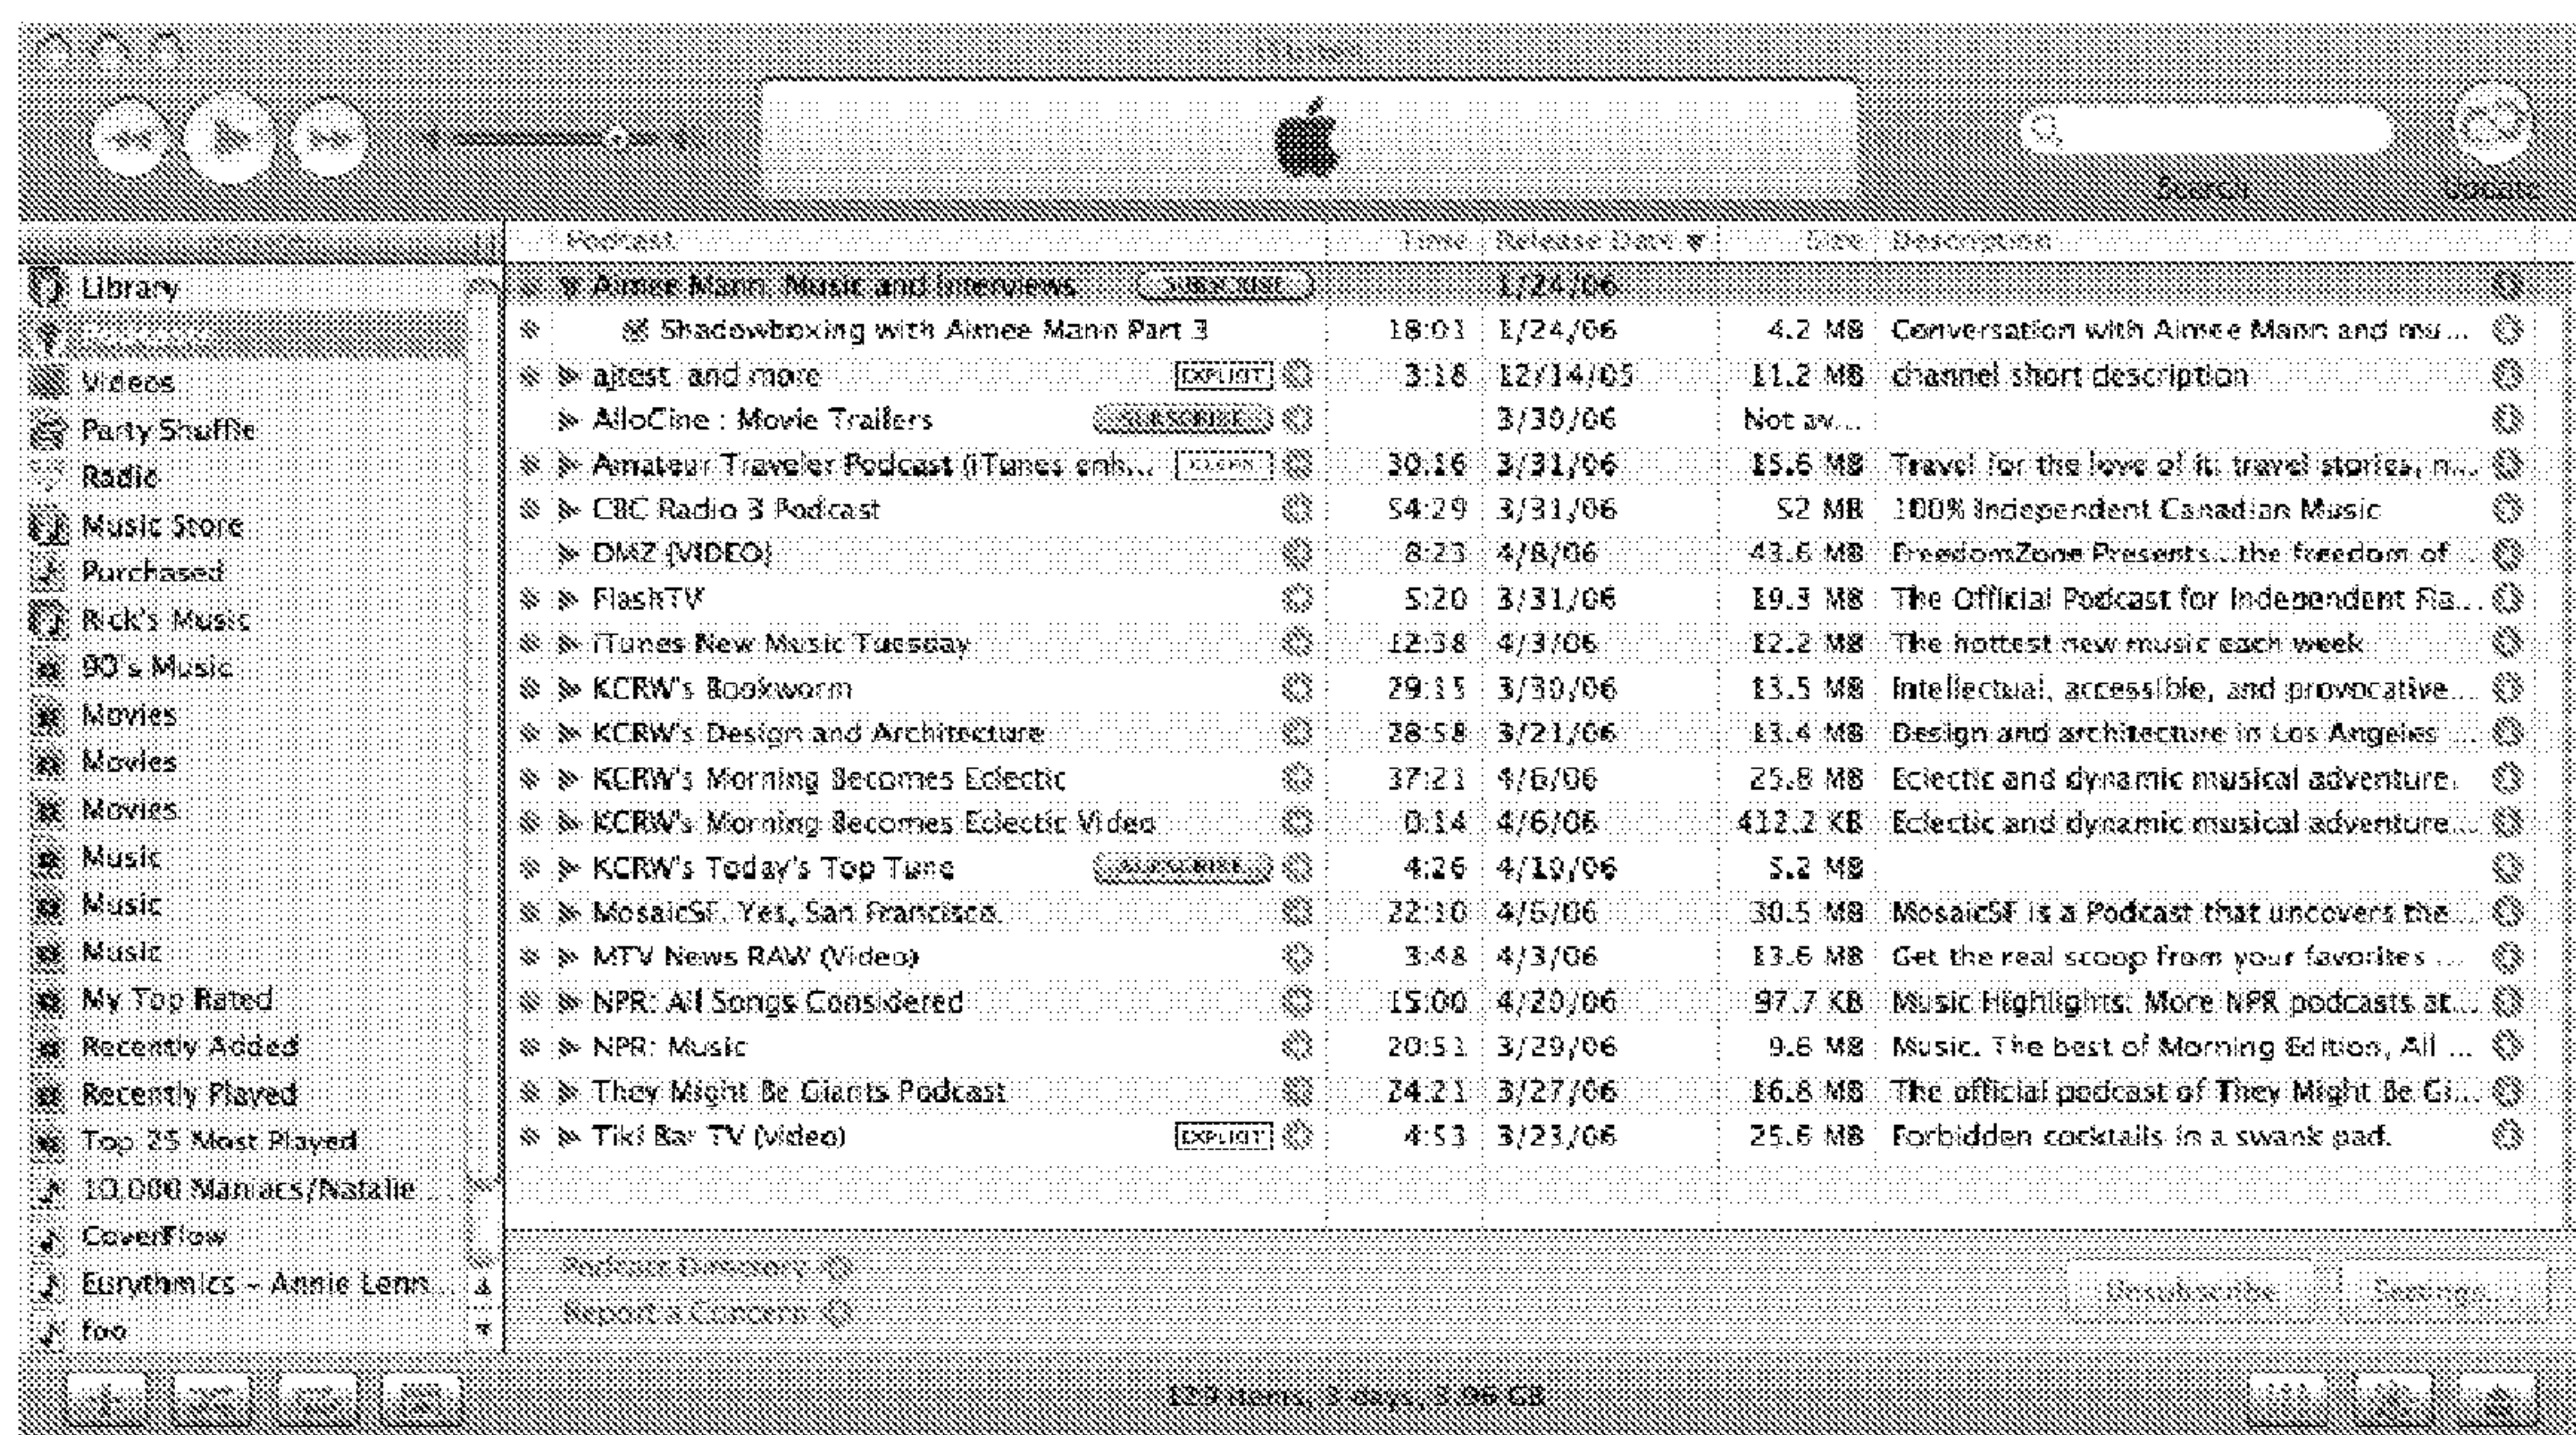 Search Update
Podcast Time Release Date Size Description
Library
Podcasts
Videos
Party Shuffle
Radio
Music Store
Purchased
Rick's Music
90's Music
Movies
Movies
Movies
Music
Music
Music
My Top Rated
Recently Added
Recently Played
Top 25 Most Played
10,000 Maniacs/Natalie ...
CoverFlow
Eurythmics - Annie Lenn...
foo
Aimee Mann: Music and Interviews SUBSCRIBE 1/24/06
Shadowboxing with Aimee Mann Part 3 18:01 1/24/06 4.2 MB Conversation with Aimee Mann and mu...
ajtest and more EXPLICIT 3:18 12/14/05 11.2 MB channel short description
AlloCine : Movie Trailers SUBSCRIBE 3/30/06 Not av...
Amateur Traveler Podcast (iTunes enh... CLEAN 30:16 3/31/06 15.6 MB Travel for the love of it: travel stories, n...
CBC Radio 3 Podcast 54:29 3/31/06 52 MB 100% Independent Canadian Music
DMZ (VIDEO) 8:23 4/8/06 43.6 MB FreedomZone Presents...the freedom of ...
FlashTV 5:20 3/31/06 19.3 MB The Official Podcast for Independent Fla...
iTunes New Music Tuesday 12:38 4/3/06 12.2 MB The hottest new music each week
KCRW's Bookworm 29:15 3/30/06 13.5 MB Intellectual, accessible, and provocative...
KCRW's Design and Architecture 28:58 3/21/06 13.4 MB Design and architecture in Los Angeles ...
KCRW's Morning Becomes Eclectic 37:21 4/6/06 25.8 MB Eclectic and dynamic musical adventure.
KCRW's Morning Becomes Eclectic Video 0:14 4/6/06 412.2 KB Eclectic and dynamic musical adventure...
KCRW's Today's Top Tune SUBSCRIBE 4:26 4/10/06 5.2 MB
MosaicSF. Yes, San Francisco. 22:10 4/6/06 30.5 MB MosaicSF is a Podcast that uncovers the...
MTV News RAW (Video) 3:48 4/3/06 13.6 MB Get the real scoop from your favorites ...
NPR: All Songs Considered 15:00 4/20/06 97.7 KB Music Highlights. More NPR podcasts at...
NPR: Music 20:51 3/29/06 9.6 MB Music. The best of Morning Edition, All ...
They Might Be Giants Podcast 24:21 3/27/06 16.8 MB The official podcast of They Might Be Gi...
Tiki Bar TV (video) EXPLICIT 4:53 3/23/06 25.6 MB Forbidden cocktails in a swank pad.
Podcast Directory
Report a Concern
Unsubscribe Settings...
items, 3 days, 3.96 GB